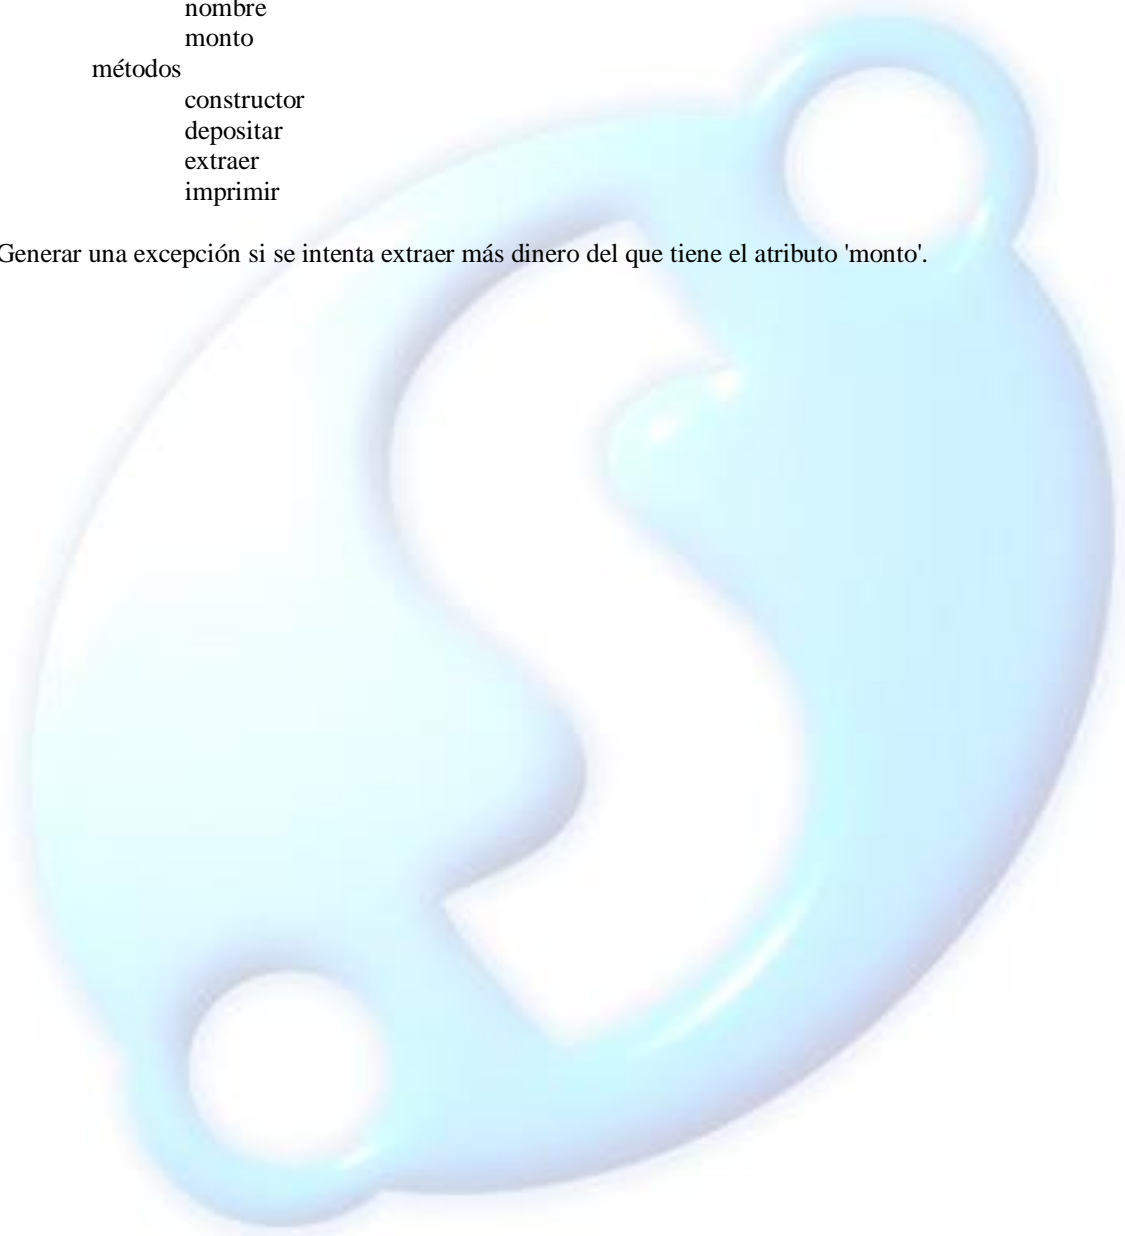 nombre
monto
métodos
constructor
depositar
extraer
imprimir
Generar una excepción si se intenta extraer más dinero del que tiene el atributo 'monto'.